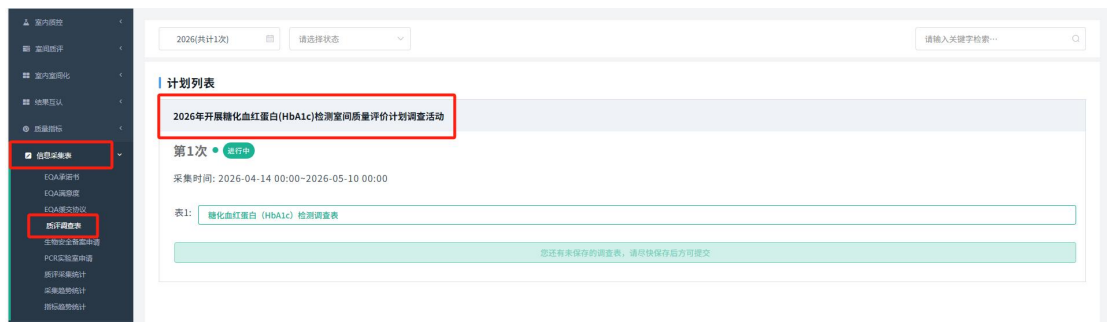 室内质控
室间质评
室内室间化
结果互认
质量指标
信息采集表
EQA承诺书
EQA满意度
EQA缓交协议
质评调查表
生物安全备案申请
PCR实验室申请
质评采集统计
采集趋势统计
指标趋势统计
2026(共计1次)
请选择状态
请输入关键字检索…
计划列表
2026年开展糖化血红蛋白(HbA1c)检测室间质量评价计划调查活动
第1次 进行中
采集时间: 2026-04-14 00:00~2026-05-10 00:00
表1: 糖化血红蛋白（HbA1c）检测调查表
您还有未保存的调查表，请尽快保存后方可提交